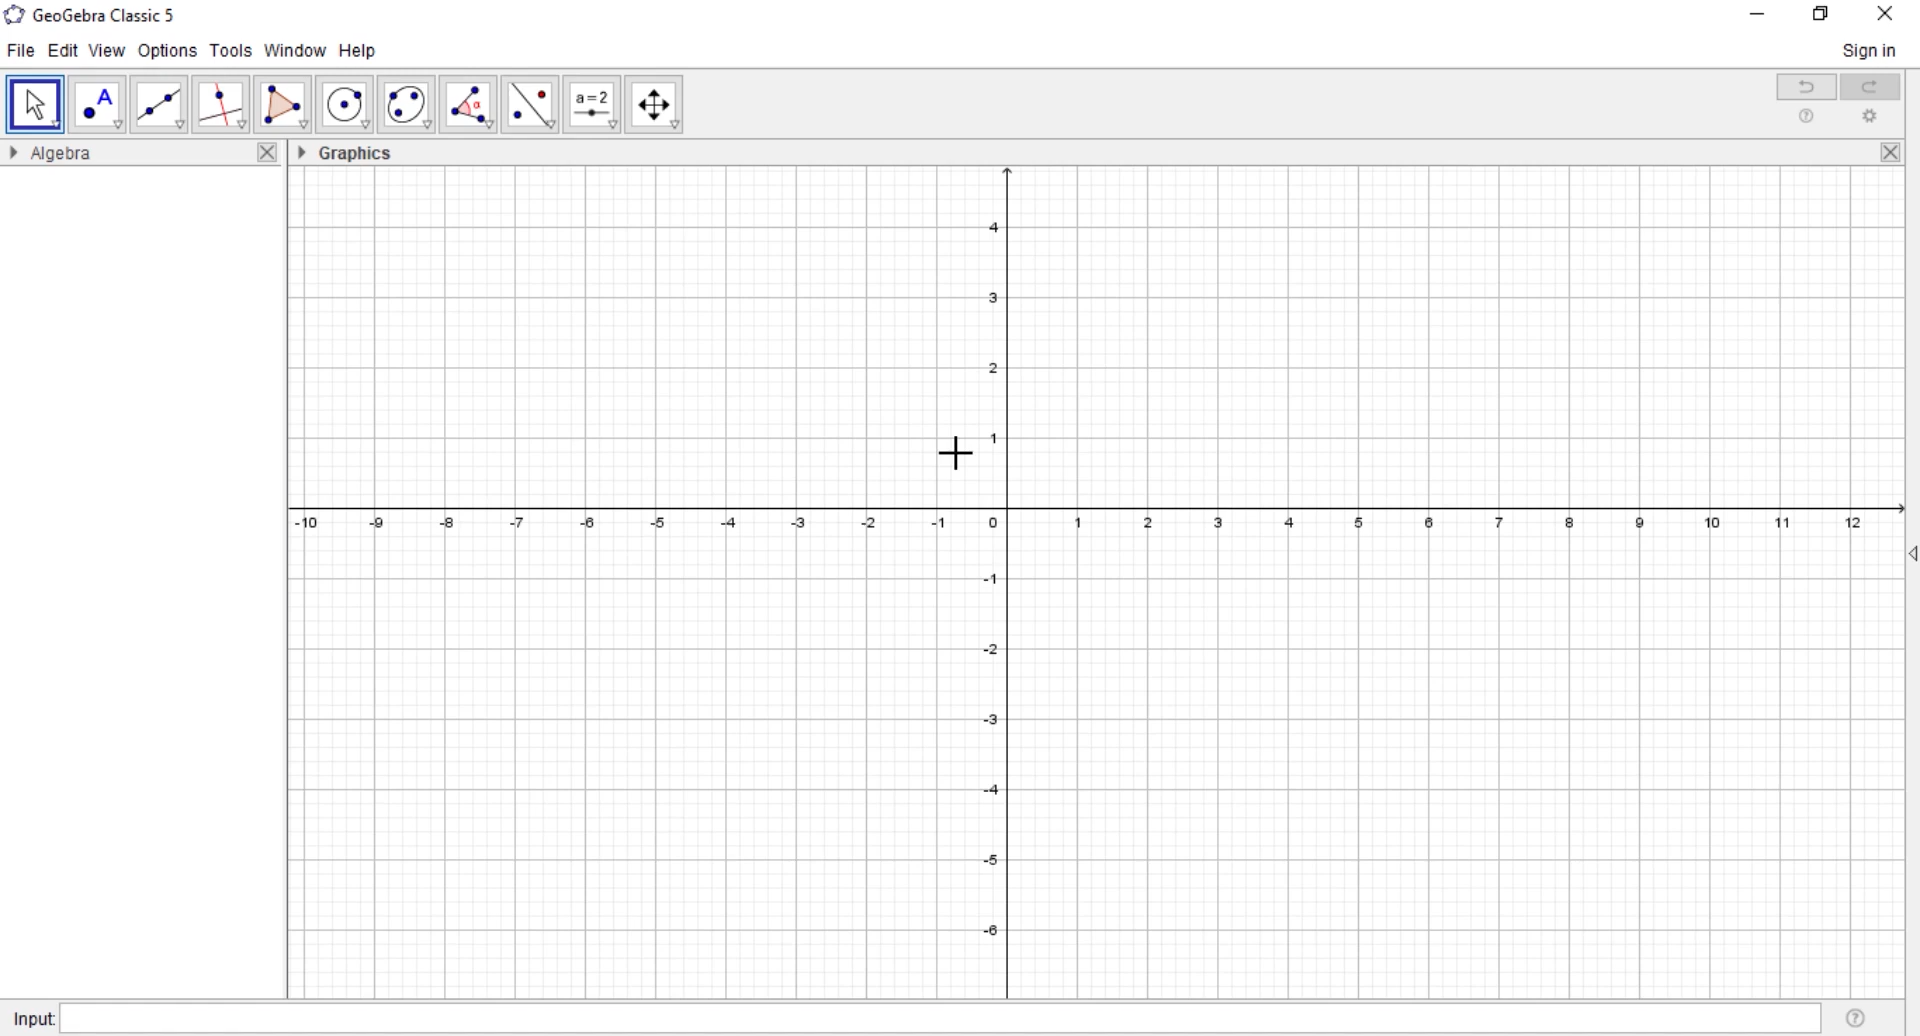 GeoGebra Classic 5
File Edit View Options Tools Window Help
Sign in
A
α
a=2
Algebra
Graphics
4
3
2
1
-10 -9 -8 -7 -6 -5 -4 -3 -2 -1 0 1 2 3 4 5 6 7 8 9 10 11 12
-1
-2
-3
-4
-5
-6
Input: